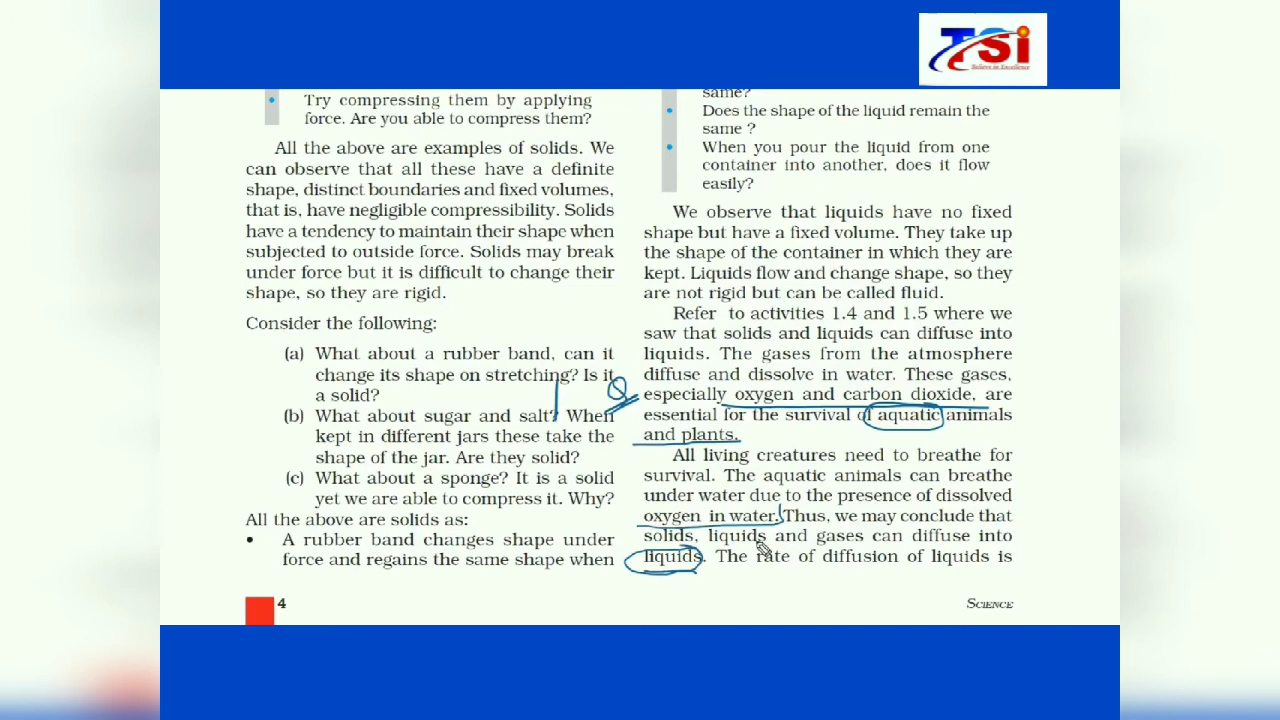 TSi
Believes in Excellence
• Try compressing them by applying
force. Are you able to compress them?
All the above are examples of solids. We
can observe that all these have a definite
shape, distinct boundaries and fixed volumes,
that is, have negligible compressibility. Solids
have a tendency to maintain their shape when
subjected to outside force. Solids may break
under force but it is difficult to change their
shape, so they are rigid.
Consider the following:
(a) What about a rubber band, can it
change its shape on stretching? Is it
a solid?
(b) What about sugar and salt? When
kept in different jars these take the
shape of the jar. Are they solid?
(c) What about a sponge? It is a solid
yet we are able to compress it. Why?
All the above are solids as:
• A rubber band changes shape under
force and regains the same shape when
4
same?
• Does the shape of the liquid remain the
same ?
• When you pour the liquid from one
container into another, does it flow
easily?
We observe that liquids have no fixed
shape but have a fixed volume. They take up
the shape of the container in which they are
kept. Liquids flow and change shape, so they
are not rigid but can be called fluid.
Refer to activities 1.4 and 1.5 where we
saw that solids and liquids can diffuse into
liquids. The gases from the atmosphere
diffuse and dissolve in water. These gases,
Q
especially oxygen and carbon dioxide, are
essential for the survival of aquatic animals
and plants.
All living creatures need to breathe for
survival. The aquatic animals can breathe
under water due to the presence of dissolved
oxygen in water. Thus, we may conclude that
solids, liquids and gases can diffuse into
liquids. The rate of diffusion of liquids is
SCIENCE